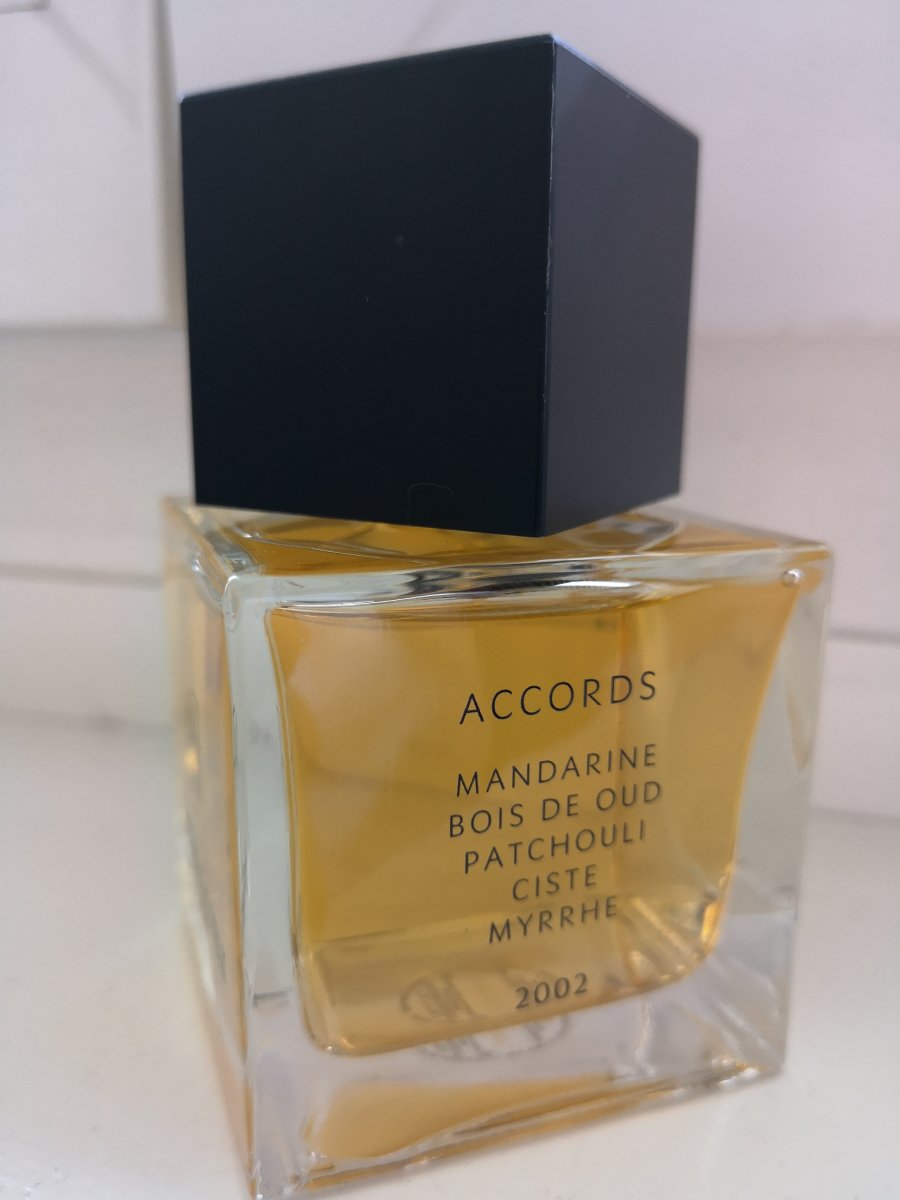 ACCORDS
MANDARINE
BOIS DE OUD
PATCHOULI
CISTE
MYRRHE
2002